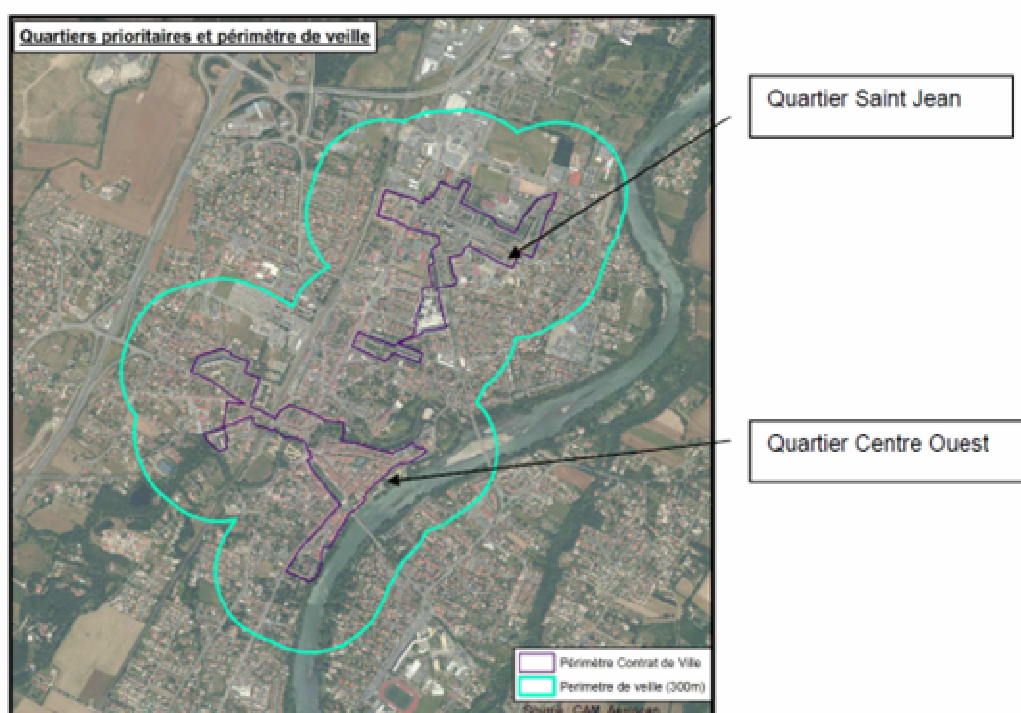 Quartiers prioritaires et périmètre de veille
Quartier Saint Jean
Quartier Centre Ouest
Périmètre Contrat de Ville
Perimetre de veille (300m)